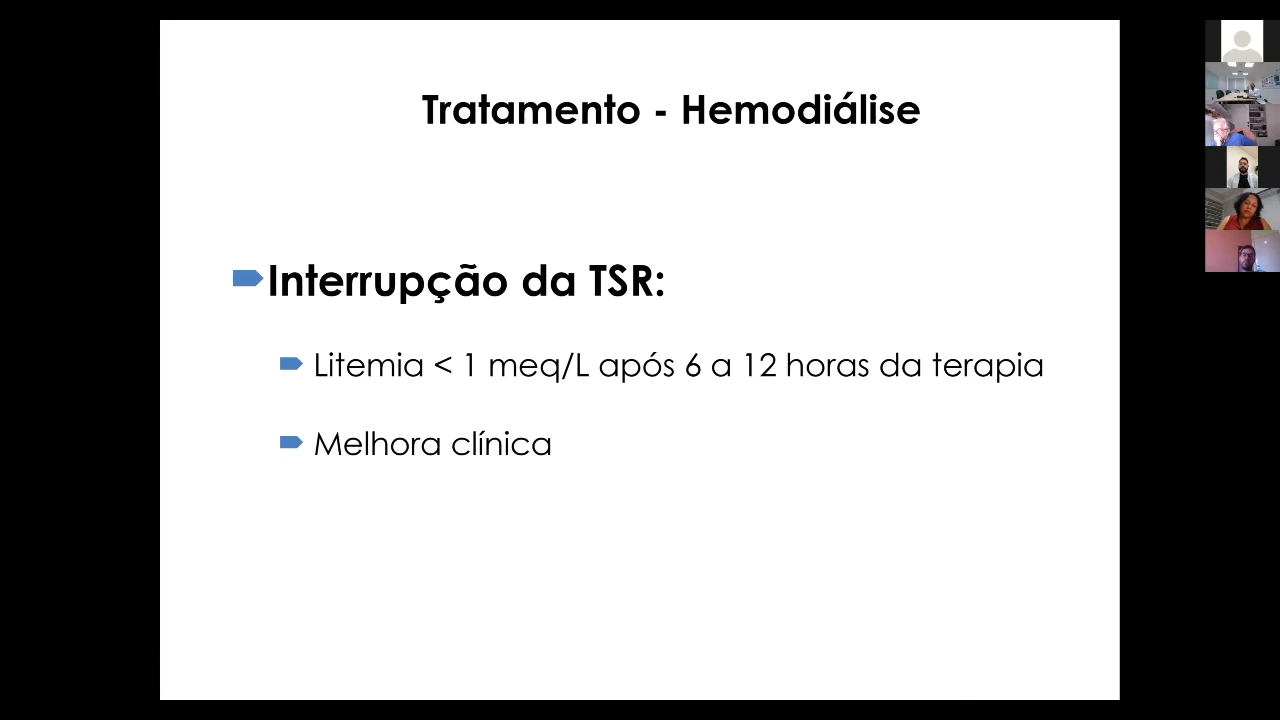 Tratamento - Hemodiálise
Interrupção da TSR:
Litemia < 1 meq/L após 6 a 12 horas da terapia
Melhora clínica